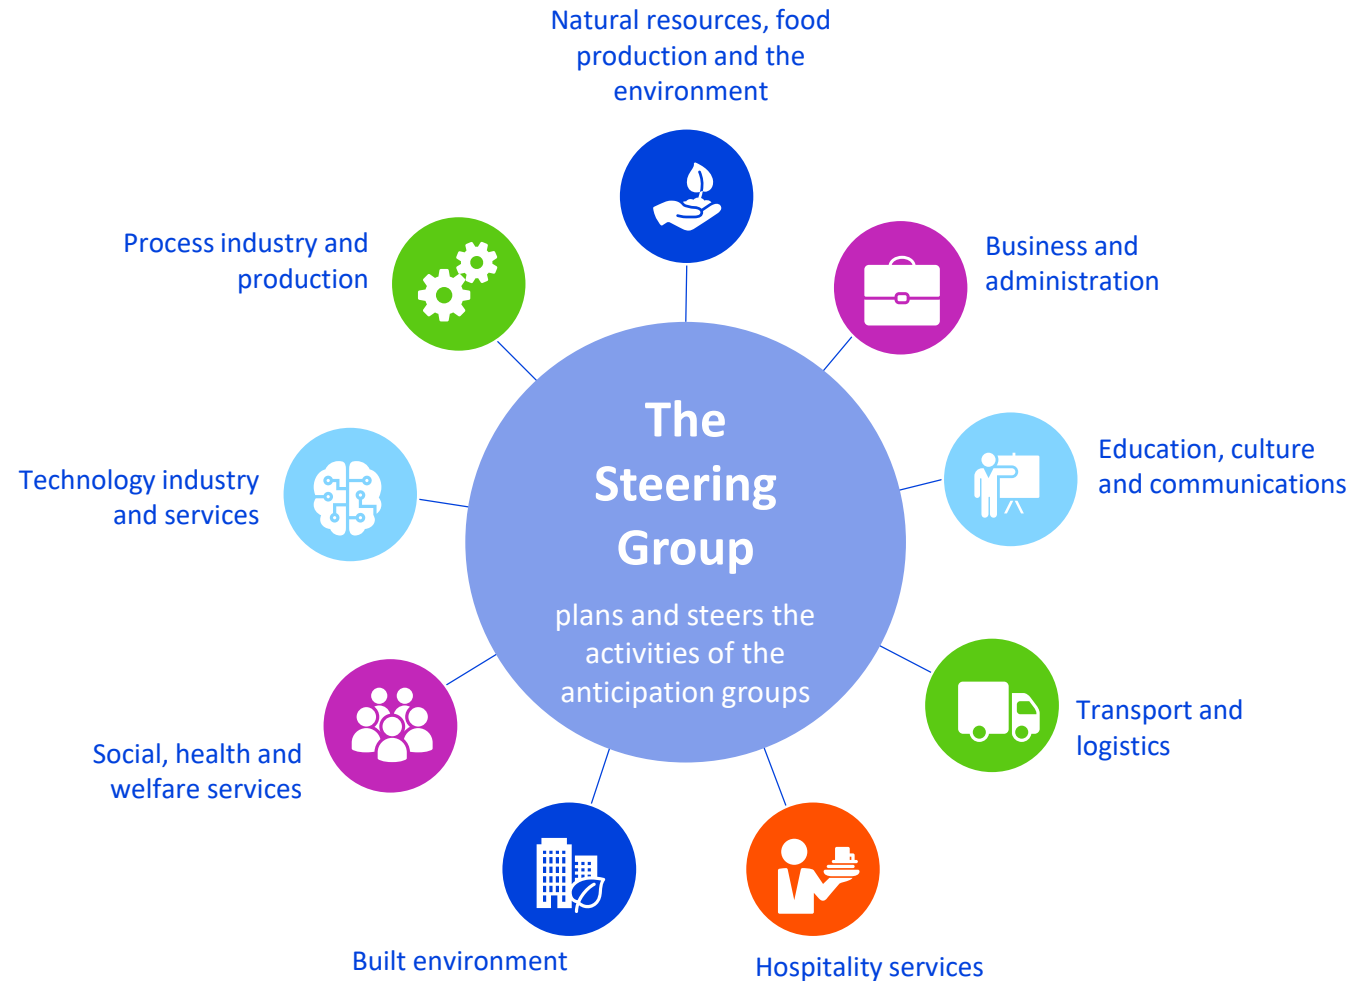 Natural resources, food
production and the
environment
Process industry and
production
Business and
administration
Technology industry
and services
Education, culture
and communications
The
Steering
Group
plans and steers the
activities of the
anticipation groups
Social, health and
welfare services
Transport and
logistics
Built environment
Hospitality services